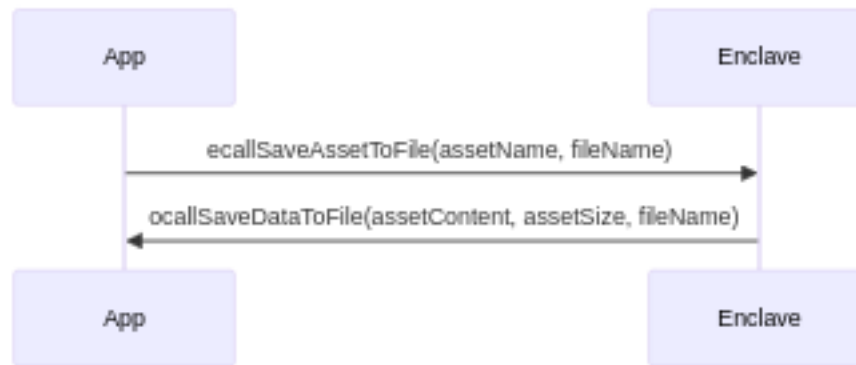 App
Enclave
ecallSaveAssetToFile(assetName, fileName)
ocallSaveDataToFile(assetContent, assetSize, fileName)
App
Enclave